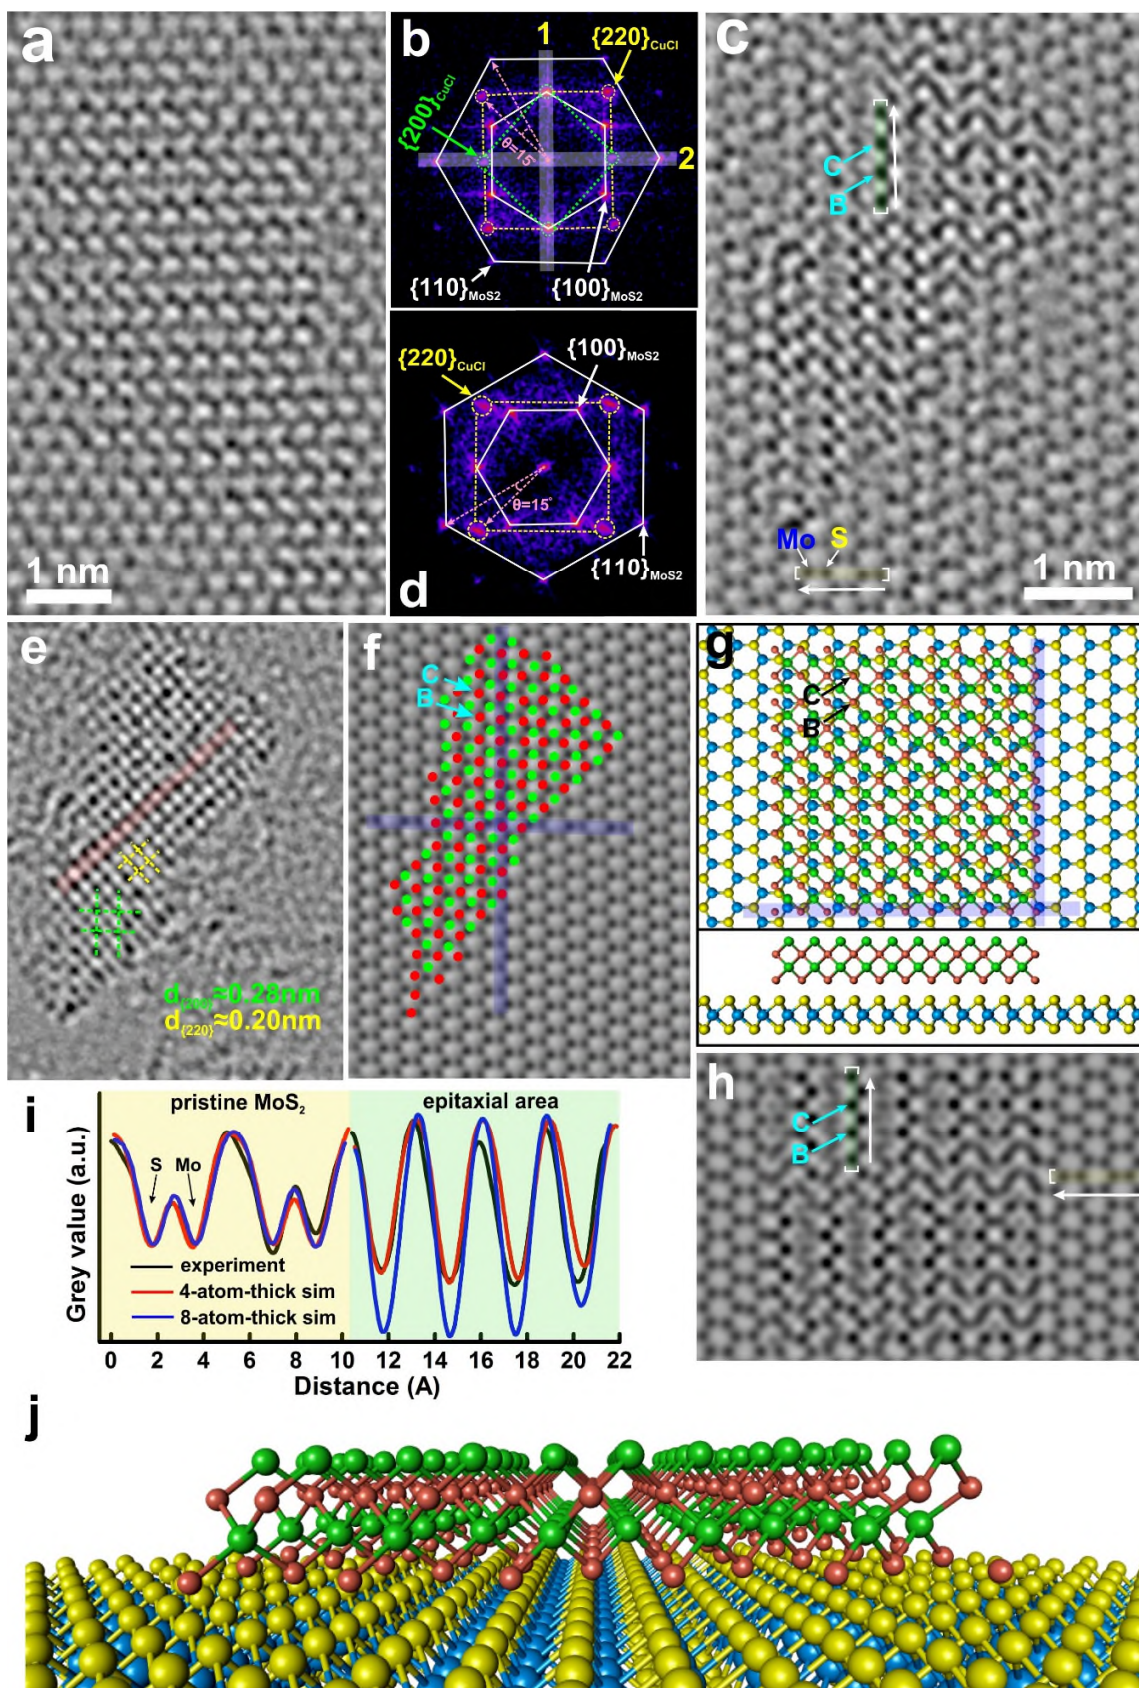 a
1 nm
b
1
{220}CuCl
{200}CuCl
θ=15°
2
{110}MoS2
{100}MoS2
c
C
B
Mo
S
1 nm
{220}CuCl
{100}MoS2
θ=15°
{110}MoS2
d
e
d{200}≈0.28nm
d{220}≈0.20nm
f
C
B
g
C
B
h
C
B
i
pristine MoS₂
epitaxial area
S
Mo
experiment
4-atom-thick sim
8-atom-thick sim
Grey value (a.u.)
0 2 4 6 8 10 12 14 16 18 20 22
Distance (A)
j